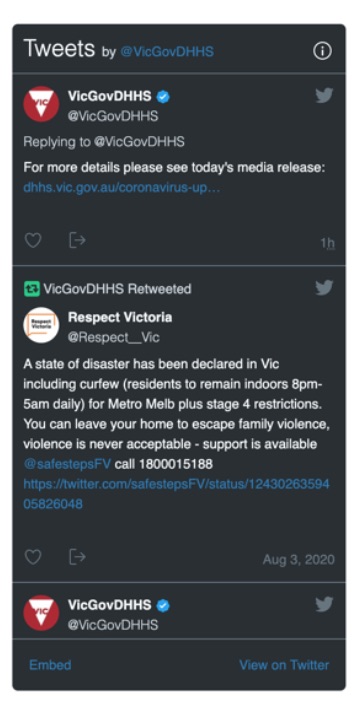 Tweets by @VicGovDHHS
VicGovDHHS
@VicGovDHHS
Replying to @VicGovDHHS
For more details please see today's media release:
dhhs.vic.gov.au/coronavirus-up…
1h
VicGovDHHS Retweeted
Respect Victoria
Respect
Victoria
@Respect__Vic
A state of disaster has been declared in Vic
including curfew (residents to remain indoors 8pm-
5am daily) for Metro Melb plus stage 4 restrictions.
You can leave your home to escape family violence,
violence is never acceptable - support is available
@safestepsFV call 1800015188
https://twitter.com/safestepsFV/status/12430263594
05826048
Aug 3, 2020
VicGovDHHS
@VicGovDHHS
Embed View on Twitter